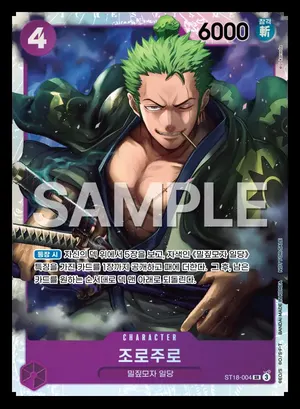 4
6000
참격
斬
SAMPLE
등장 시 자신의 덱 위에서 5장을 보고, 자색인 《밀짚모자 일당》
특징을 가진 카드를 1장까지 공개하고 패에 더한다. 그 후, 남은
카드를 원하는 순서대로 덱 맨 아래로 되돌린다.
CHARACTER
조로주로
밀짚모자 일당
ST18-004
3